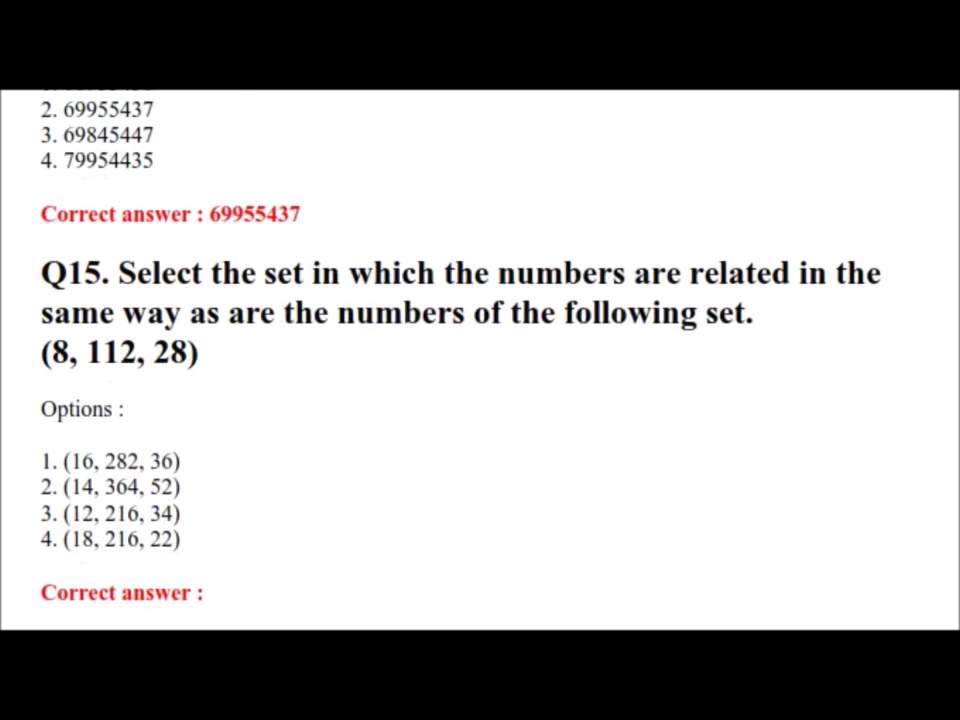 2. 69955437
3. 69845447
4. 79954435
Correct answer : 69955437
Q15. Select the set in which the numbers are related in the
same way as are the numbers of the following set.
(8, 112, 28)
Options :
1. (16, 282, 36)
2. (14, 364, 52)
3. (12, 216, 34)
4. (18, 216, 22)
Correct answer :